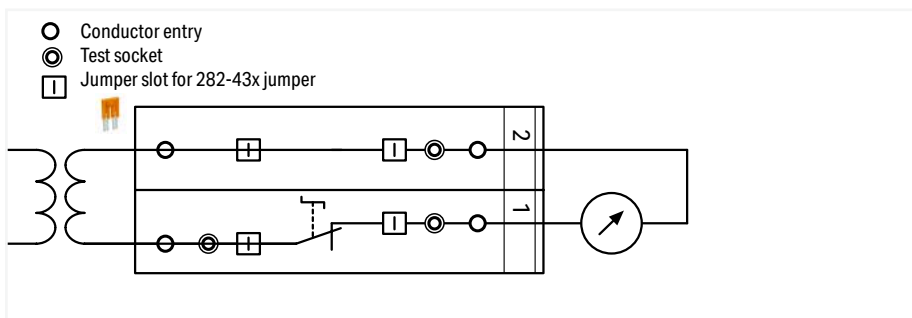 Conductor entry
Test socket
Jumper slot for 282-43x jumper
2
1